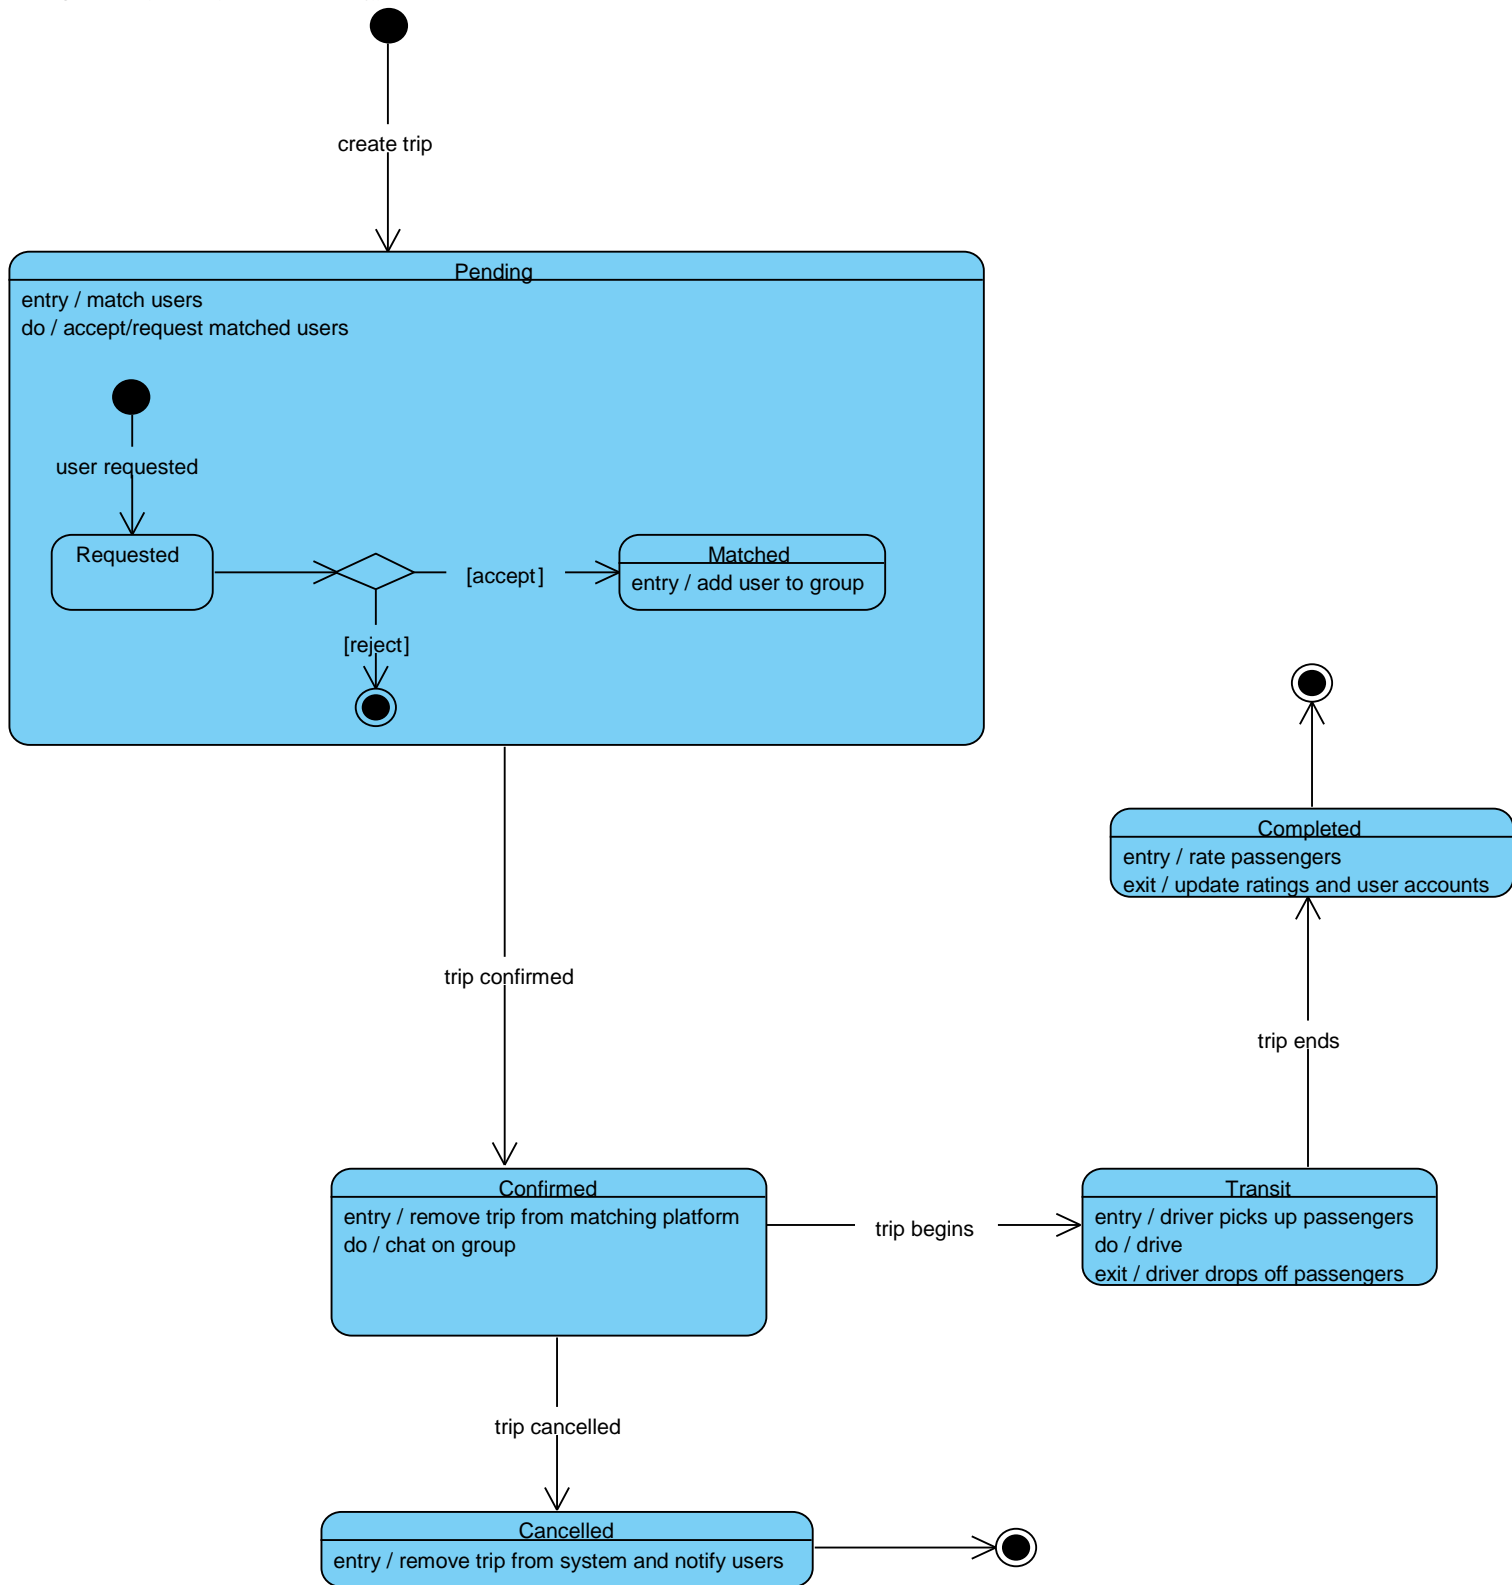 create trip
Pending
entry / match users
do / accept/request matched users
user requested
Requested
[accept]
Matched
entry / add user to group
[reject]
Completed
entry / rate passengers
exit / update ratings and user accounts
trip confirmed
trip ends
Confirmed
entry / remove trip from matching platform
do / chat on group
trip begins
Transit
entry / driver picks up passengers
do / drive
exit / driver drops off passengers
trip cancelled
Cancelled
entry / remove trip from system and notify users